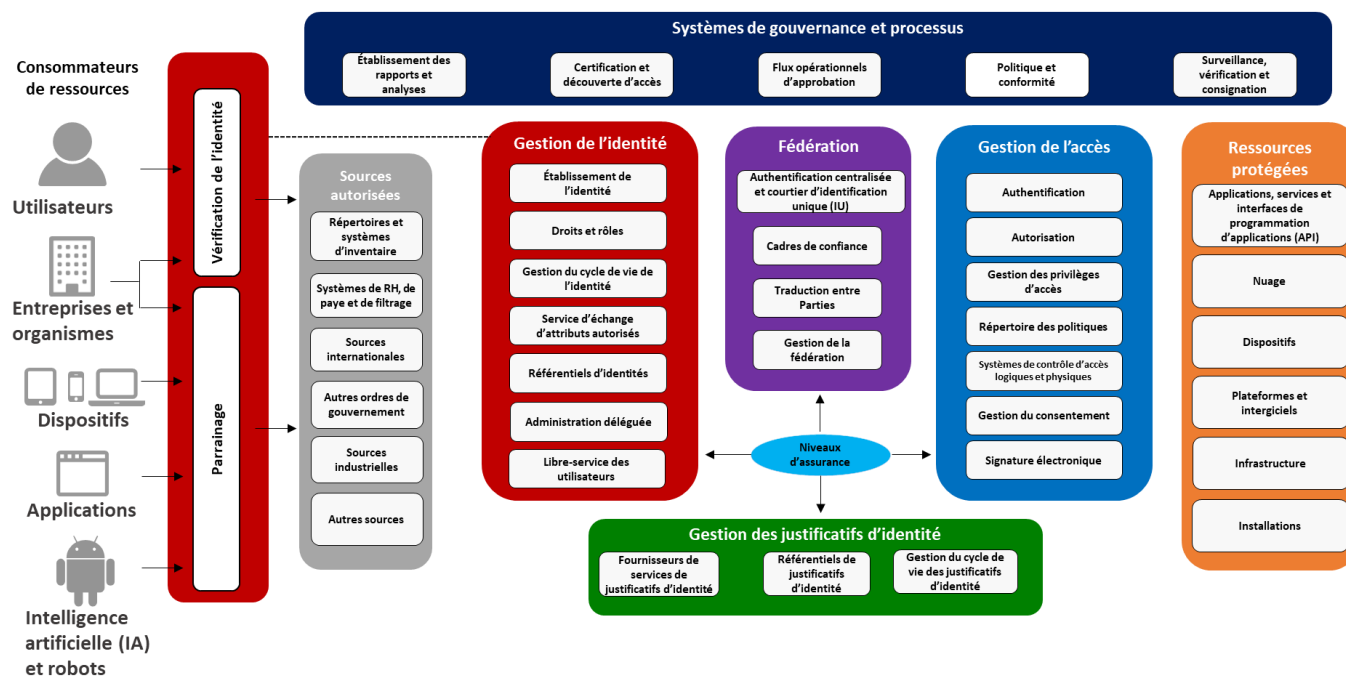 Systèmes de gouvernance et processus
Établissement des
rapports et
analyses
Certification et
découverte d'accès
Flux opérationnels
d'approbation
Politique et
conformité
Surveillance,
vérification et
consignation
Consommateurs
de ressources
Utilisateurs
Entreprises et
organismes
Dispositifs
Applications
Intelligence
artificielle (IA)
et robots
Vérification de l'identité
Parrainage
Sources
autorisées
Répertoires et
systèmes
d'inventaire
Systèmes de RH, de
paye et de filtrage
Sources
internationales
Autres ordres de
gouvernement
Sources
industrielles
Autres sources
Gestion de l'identité
Établissement de
l'identité
Droits et rôles
Gestion du cycle de vie de
l'identité
Service d'échange
d'attributs autorisés
Référentiels d'identités
Administration déléguée
Libre-service des
utilisateurs
Fédération
Authentification centralisée
et courtier d'identification
unique (IU)
Cadres de confiance
Traduction entre
Parties
Gestion de la
fédération
Niveaux
d'assurance
Gestion de l'accès
Authentification
Autorisation
Gestion des privilèges
d'accès
Répertoire des politiques
Systèmes de contrôle d'accès
logiques et physiques
Gestion du consentement
Signature électronique
Ressources
protégées
Applications, services et
interfaces de
programmation
d'applications (API)
Nuage
Dispositifs
Plateformes et
intergiciels
Infrastructure
Installations
Gestion des justificatifs d'identité
Fournisseurs de
services de
justificatifs d'identité
Référentiels de
justificatifs
d'identité
Gestion du cycle de
vie des justificatifs
d'identité